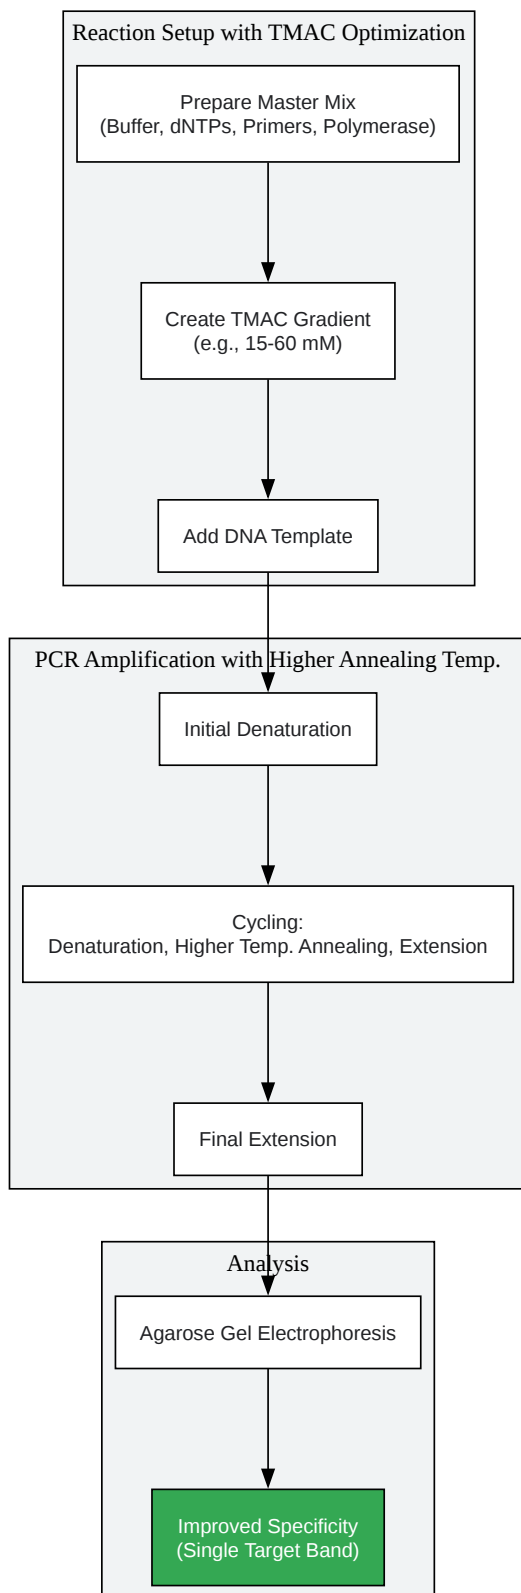 Reaction Setup with TMAC Optimization
Prepare Master Mix
(Buffer, dNTPs, Primers, Polymerase)
Create TMAC Gradient
(e.g., 15-60 mM)
Add DNA Template
PCR Amplification with Higher Annealing Temp.
Initial Denaturation
Cycling:
Denaturation, Higher Temp. Annealing, Extension
Final Extension
Analysis
Agarose Gel Electrophoresis
Improved Specificity
(Single Target Band)